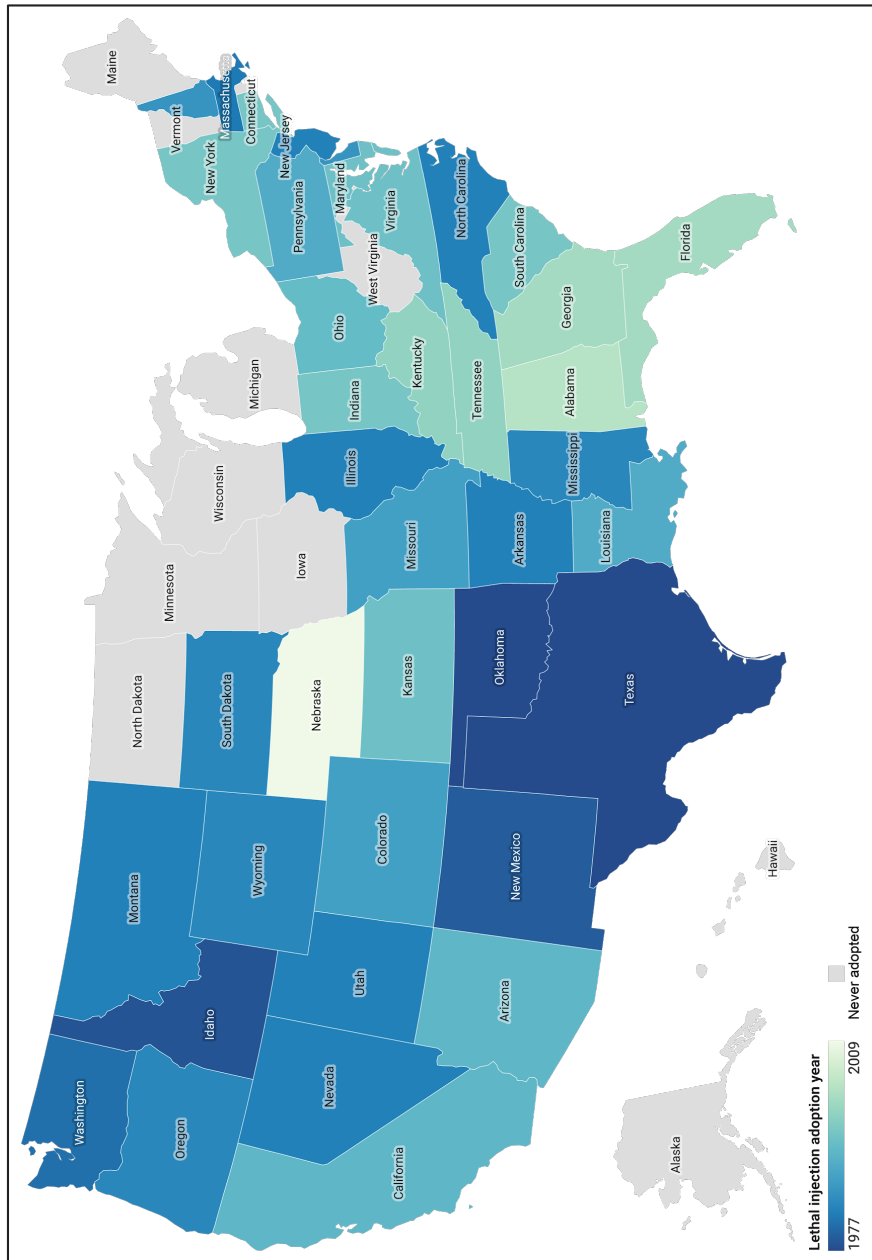 Maine
Vermont
Massachusetts
New York
Connecticut
New Jersey
Pennsylvania
Maryland
Virginia
West Virginia
North Carolina
South Carolina
Ohio
Michigan
Indiana
Kentucky
Tennessee
Georgia
Florida
Alabama
Mississippi
Illinois
Wisconsin
Minnesota
Iowa
Missouri
Arkansas
Louisiana
North Dakota
South Dakota
Nebraska
Kansas
Oklahoma
Texas
Montana
Wyoming
Colorado
New Mexico
Idaho
Utah
Arizona
Washington
Oregon
Nevada
California
Alaska
Hawaii
Lethal injection adoption year
1977
2009
Never adopted